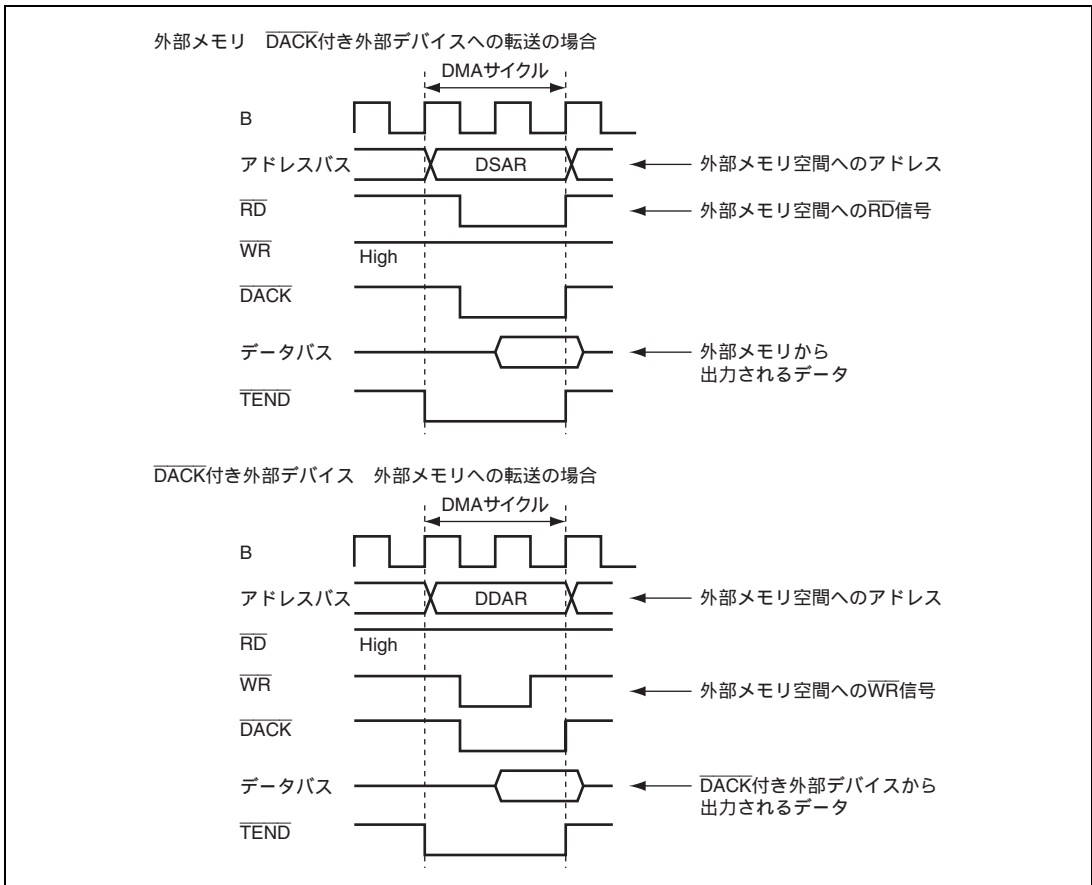 外部メモリ　DACK付き外部デバイスへの転送の場合
DMAサイクル
B
アドレスバス DSAR 外部メモリ空間へのアドレス
RD 外部メモリ空間へのRD信号
WR High
DACK
データバス 外部メモリから
出力されるデータ
TEND
DACK付き外部デバイス　外部メモリへの転送の場合
DMAサイクル
B
アドレスバス DDAR 外部メモリ空間へのアドレス
RD High
WR 外部メモリ空間へのWR信号
DACK
データバス DACK付き外部デバイスから
出力されるデータ
TEND